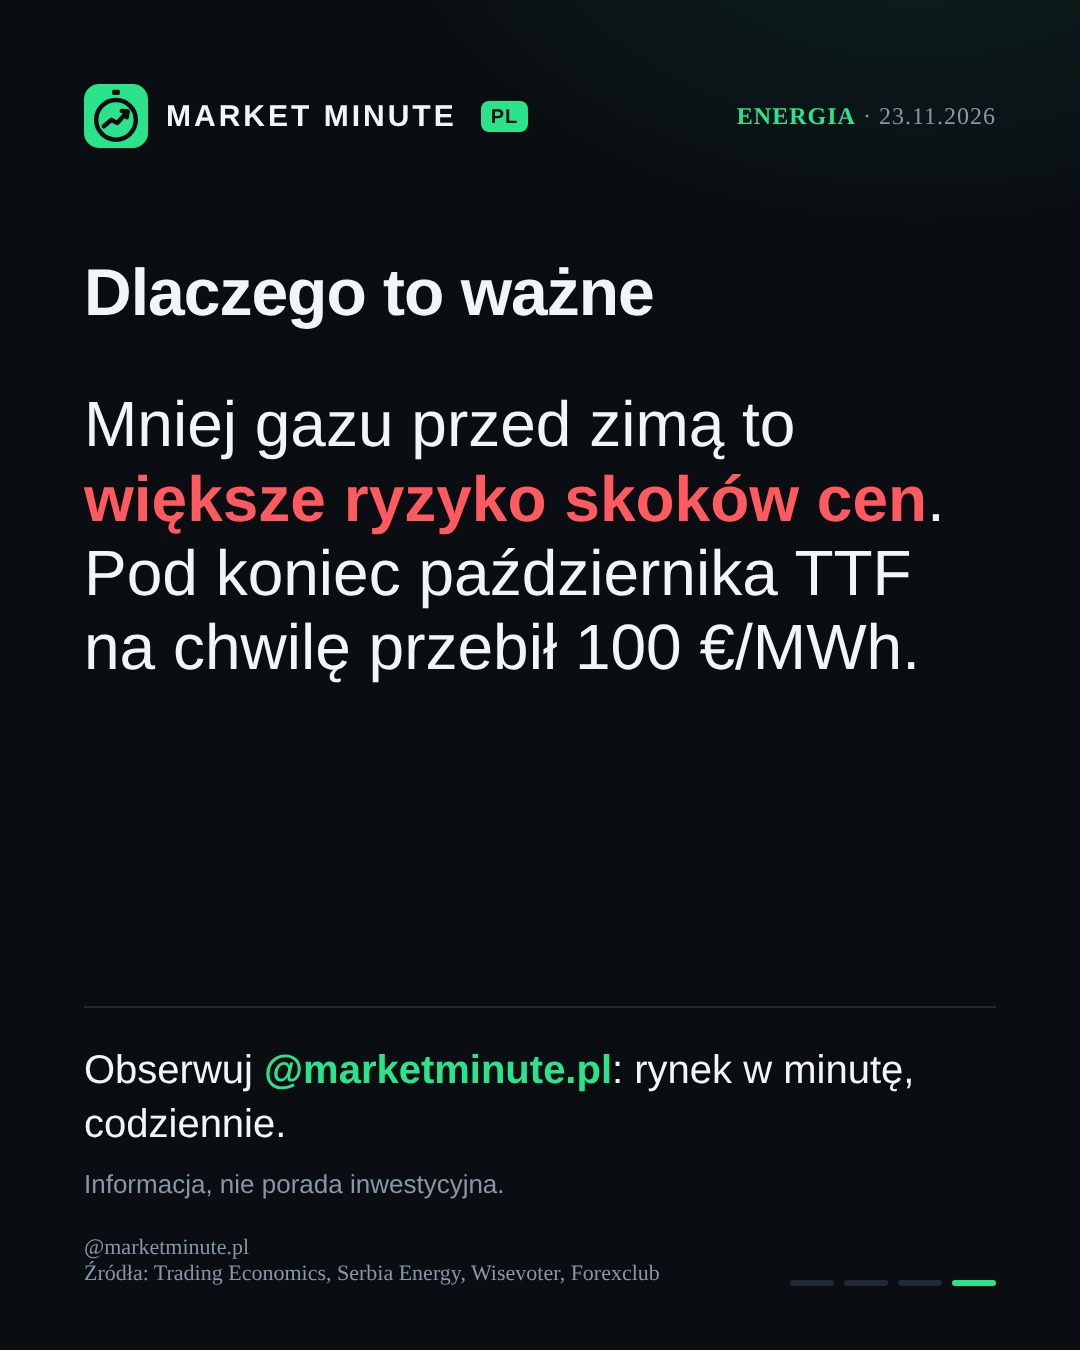 MARKET MINUTE PL
ENERGIA · 23.11.2026
Dlaczego to ważne
Mniej gazu przed zimą to
większe ryzyko skoków cen.
Pod koniec października TTF
na chwilę przebił 100 €/MWh.
Obserwuj @marketminute.pl: rynek w minutę,
codziennie.
Informacja, nie porada inwestycyjna.
@marketminute.pl
Źródła: Trading Economics, Serbia Energy, Wisevoter, Forexclub